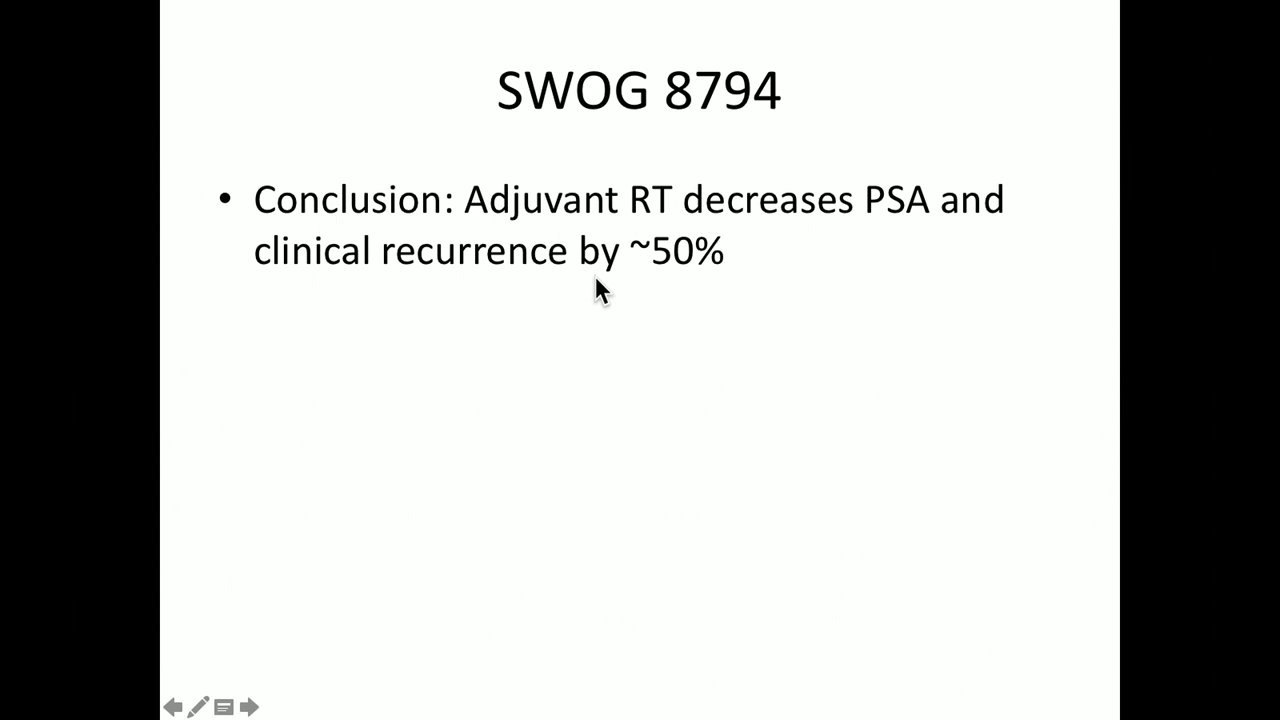 SWOG 8794
• Conclusion: Adjuvant RT decreases PSA and
clinical recurrence by ~50%